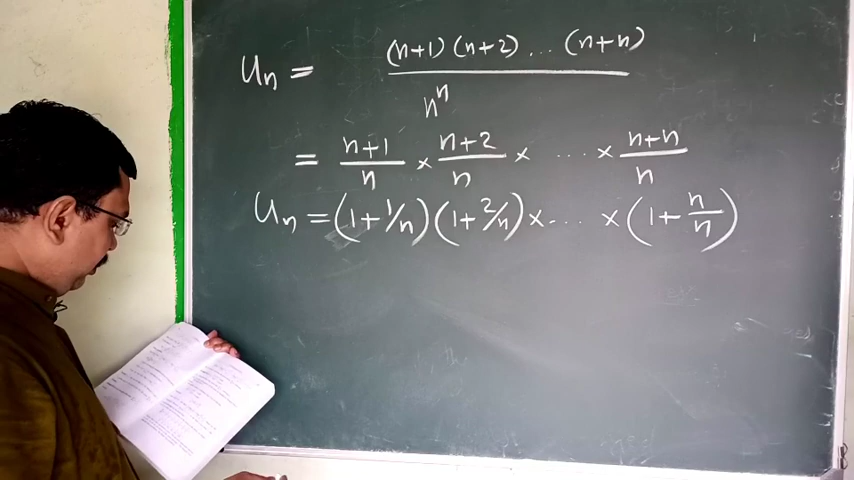 Un = (n+1) (n+2) ... (n+n) / n^n
= n+1/n × n+2/n × ... × n+n/n
Un = (1+1/n)(1+2/n)×... ×(1+n/n)